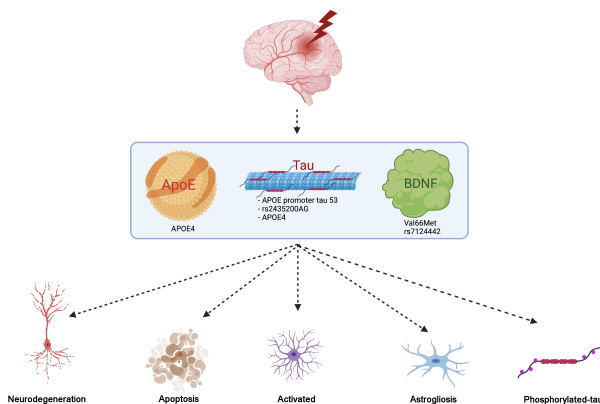 Tau
ApoE
BDNF
- APOE promoter tau 53
- rs2435200AG
- APOE4
APOE4
Val66Met
rs7124442
Neurodegeneration
Apoptosis
Activated
Astrogliosis
Phosphorylated-tau